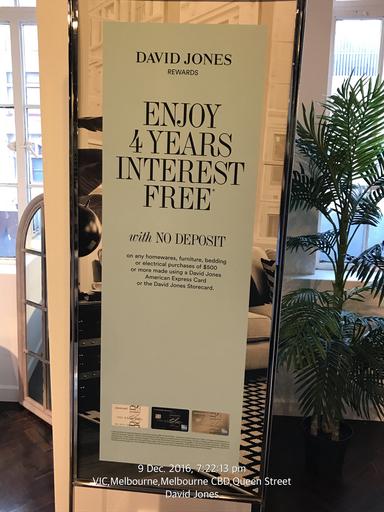 DAVID JONES
REWARDS
ENJOY
4 YEARS
INTEREST
FREE*
with NO DEPOSIT
on any homewares, furniture, bedding
or electrical purchases of $500
or more made using a David Jones
American Express Card
or the David Jones Storecard.
9 Dec. 2016, 7:22:13 pm
VIC,Melbourne,Melbourne CBD,Queen Street
David Jones